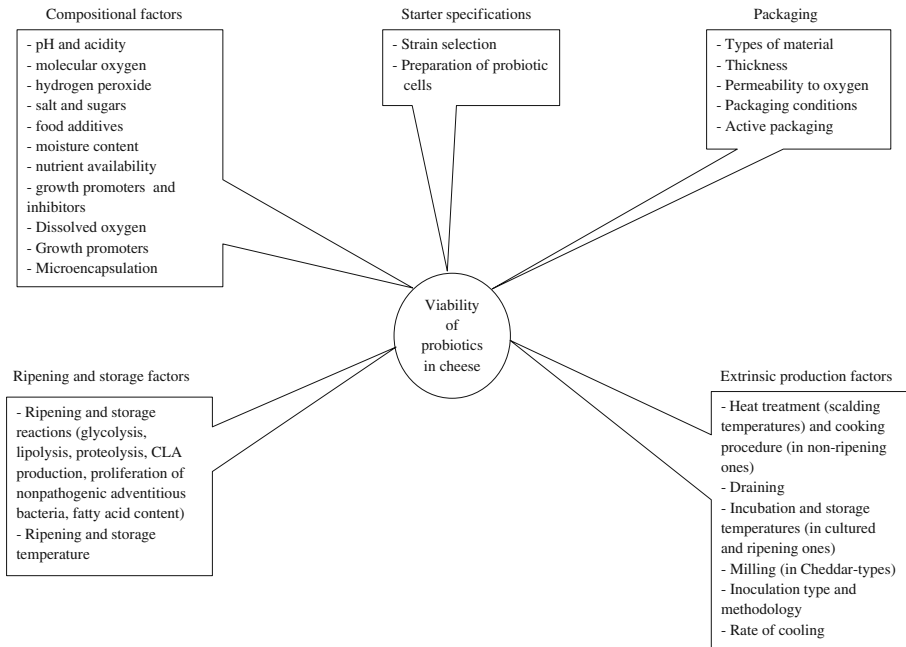 Compositional factors
- pH and acidity
- molecular oxygen
- hydrogen peroxide
- salt and sugars
- food additives
- moisture content
- nutrient availability
- growth promoters and
inhibitors
- Dissolved oxygen
- Growth promoters
- Microencapsulation
Starter specifications
- Strain selection
- Preparation of probiotic
cells
Packaging
- Types of material
- Thickness
- Permeability to oxygen
- Packaging conditions
- Active packaging
Viability
of
probiotics
in cheese
Ripening and storage factors
- Ripening and storage
reactions (glycolysis,
lipolysis, proteolysis, CLA
production, proliferation of
nonpathogenic adventitious
bacteria, fatty acid content)
- Ripening and storage
temperature
Extrinsic production factors
- Heat treatment (scalding
temperatures) and cooking
procedure (in non-ripening
ones)
- Draining
- Incubation and storage
temperatures (in cultured
and ripening ones)
- Milling (in Cheddar-types)
- Inoculation type and
methodology
- Rate of cooling